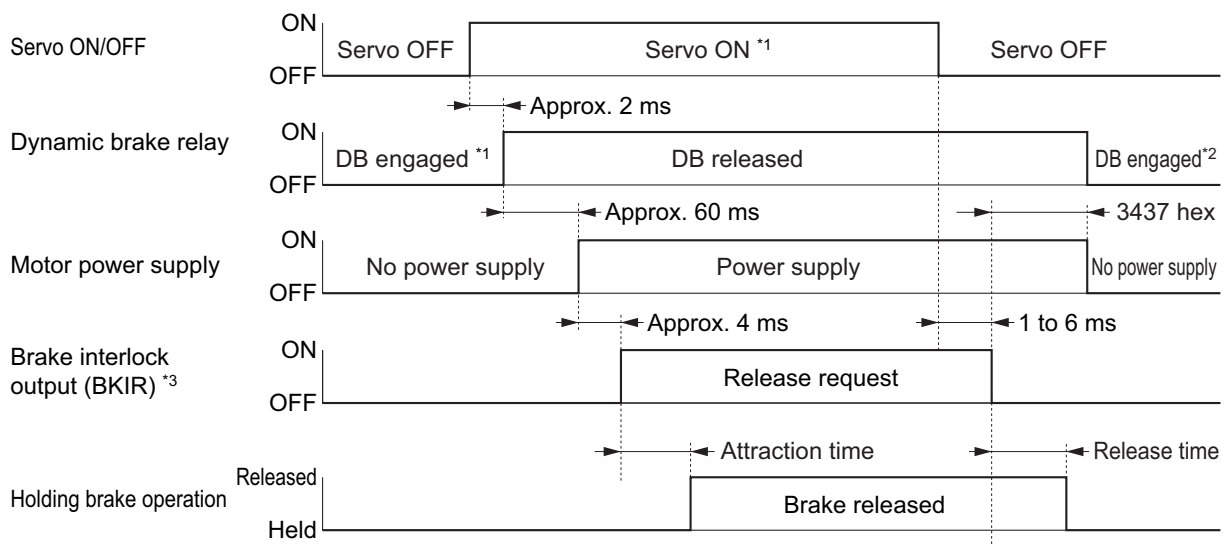 Servo ON/OFF
ON
OFF
Servo OFF
Servo ON *1
Servo OFF
Approx. 2 ms
Dynamic brake relay
ON
OFF
DB engaged *1
DB released
DB engaged*2
Approx. 60 ms
3437 hex
Motor power supply
ON
OFF
No power supply
Power supply
No power supply
Approx. 4 ms
1 to 6 ms
Brake interlock
output (BKIR) *3
ON
OFF
Release request
Attraction time
Release time
Holding brake operation
Released
Held
Brake released